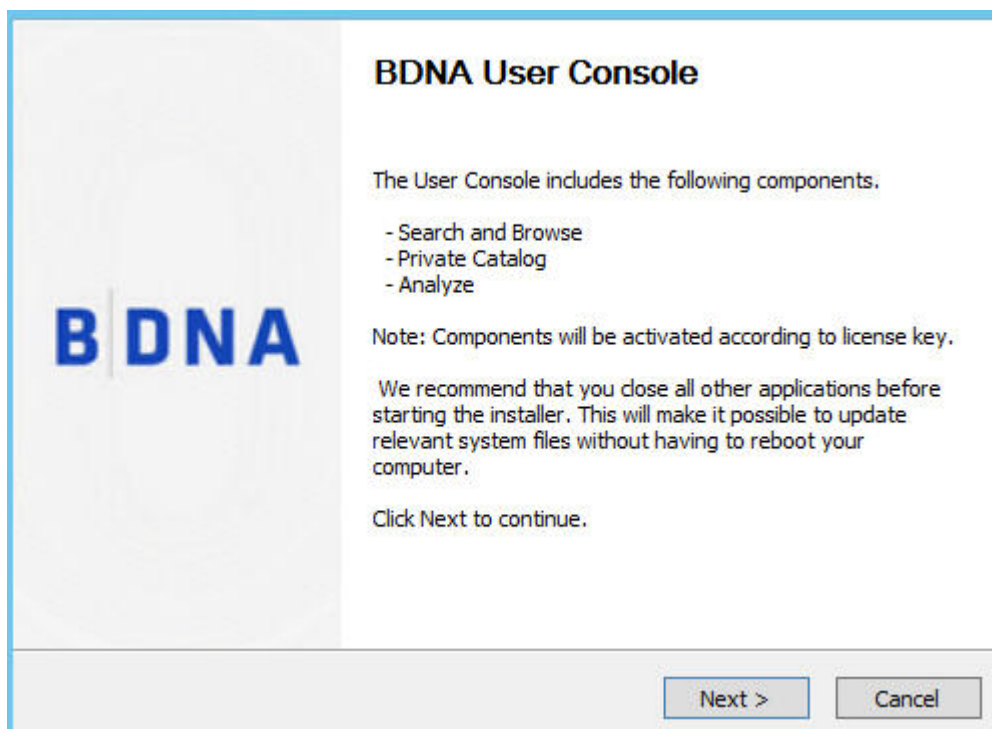 BDNA User Console
The User Console includes the following components.
- Search and Browse
- Private Catalog
- Analyze
BDNA
Note: Components will be activated according to license key.
We recommend that you close all other applications before
starting the installer. This will make it possible to update
relevant system files without having to reboot your
computer.
Click Next to continue.
Next >
Cancel